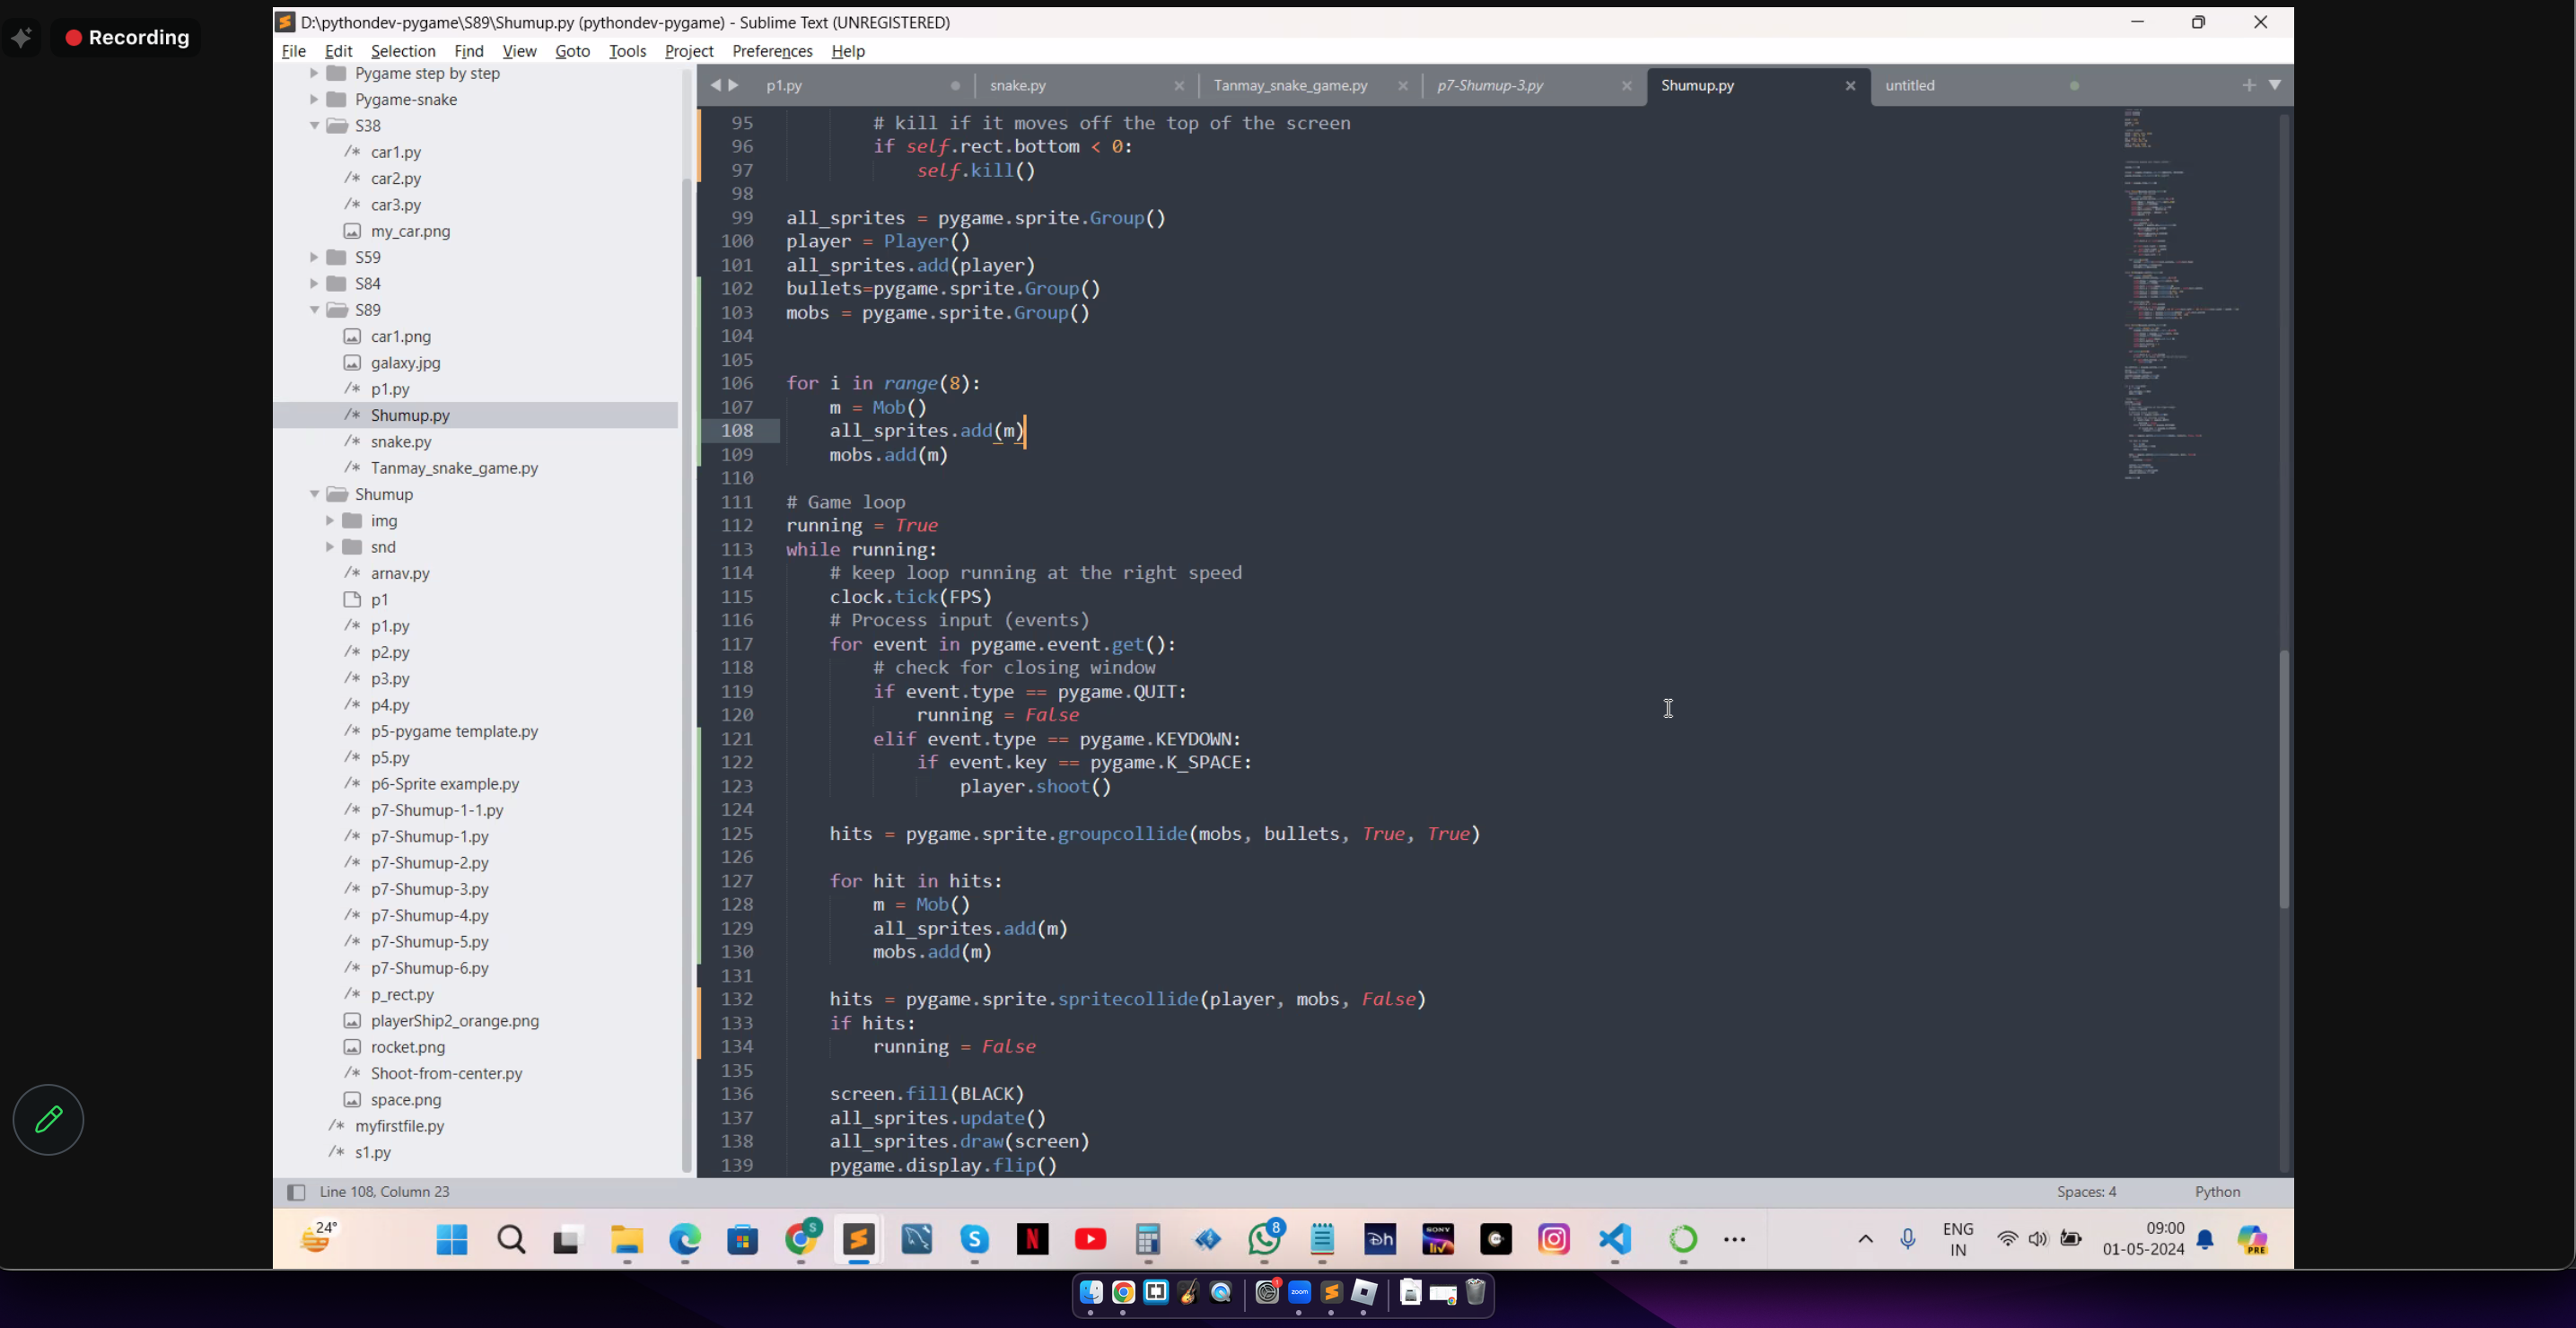 Recording
D:\pythondev-pygame\S89\Shumup.py (pythondev-pygame) - Sublime Text (UNREGISTERED)
File Edit Selection Find View Goto Tools Project Preferences Help
Pygame step by step
Pygame-snake
S38
car1.py
car2.py
car3.py
my_car.png
S59
S84
S89
car1.png
galaxy.jpg
p1.py
Shumup.py
snake.py
Tanmay_snake_game.py
Shumup
img
snd
arnav.py
p1
p1.py
p2.py
p3.py
p4.py
p5-pygame template.py
p5.py
p6-Sprite example.py
p7-Shumup-1-1.py
p7-Shumup-1.py
p7-Shumup-2.py
p7-Shumup-3.py
p7-Shumup-4.py
p7-Shumup-5.py
p7-Shumup-6.py
p_rect.py
playerShip2_orange.png
rocket.png
Shoot-from-center.py
space.png
myfirstfile.py
s1.py
p1.py snake.py Tanmay_snake_game.py p7-Shumup-3.py Shumup.py untitled
95 # kill if it moves off the top of the screen
96 if self.rect.bottom < 0:
97 self.kill()
98
99 all_sprites = pygame.sprite.Group()
100 player = Player()
101 all_sprites.add(player)
102 bullets=pygame.sprite.Group()
103 mobs = pygame.sprite.Group()
104
105
106 for i in range(8):
107 m = Mob()
108 all_sprites.add(m)
109 mobs.add(m)
110
111 # Game loop
112 running = True
113 while running:
114 # keep loop running at the right speed
115 clock.tick(FPS)
116 # Process input (events)
117 for event in pygame.event.get():
118 # check for closing window
119 if event.type == pygame.QUIT:
120 running = False
121 elif event.type == pygame.KEYDOWN:
122 if event.key == pygame.K_SPACE:
123 player.shoot()
124
125 hits = pygame.sprite.groupcollide(mobs, bullets, True, True)
126
127 for hit in hits:
128 m = Mob()
129 all_sprites.add(m)
130 mobs.add(m)
131
132 hits = pygame.sprite.spritecollide(player, mobs, False)
133 if hits:
134 running = False
135
136 screen.fill(BLACK)
137 all_sprites.update()
138 all_sprites.draw(screen)
139 pygame.display.flip()
Line 108, Column 23 Spaces: 4 Python
24°
S
8
ENG
IN
09:00
01-05-2024
PRE
zoom